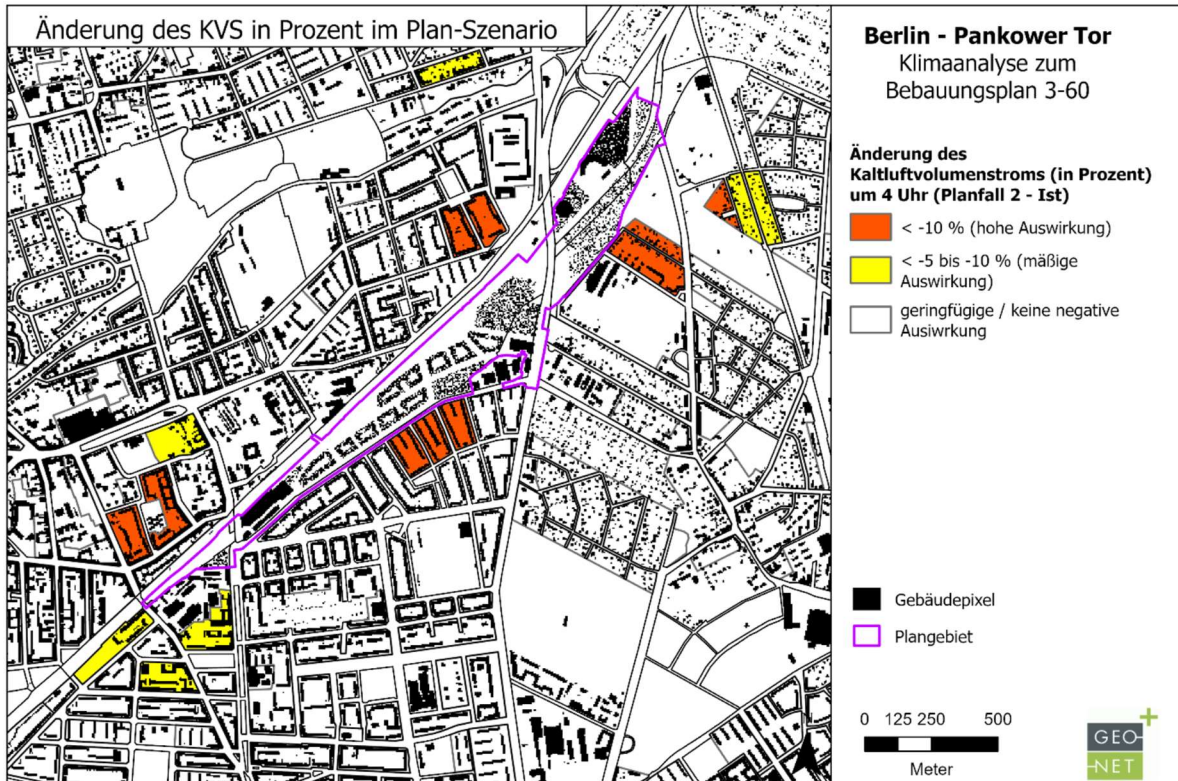 Änderung des KVS in Prozent im Plan-Szenario
Berlin - Pankower Tor
Klimaanalyse zum
Bebauungsplan 3-60
Änderung des
Kaltluftvolumenstroms (in Prozent)
um 4 Uhr (Planfall 2 - Ist)
< -10 % (hohe Auswirkung)
< -5 bis -10 % (mäßige
Auswirkung)
geringfügige / keine negative
Ausiwrkung
Gebäudepixel
Plangebiet
0 125 250 500
Meter
GEO-
-NET